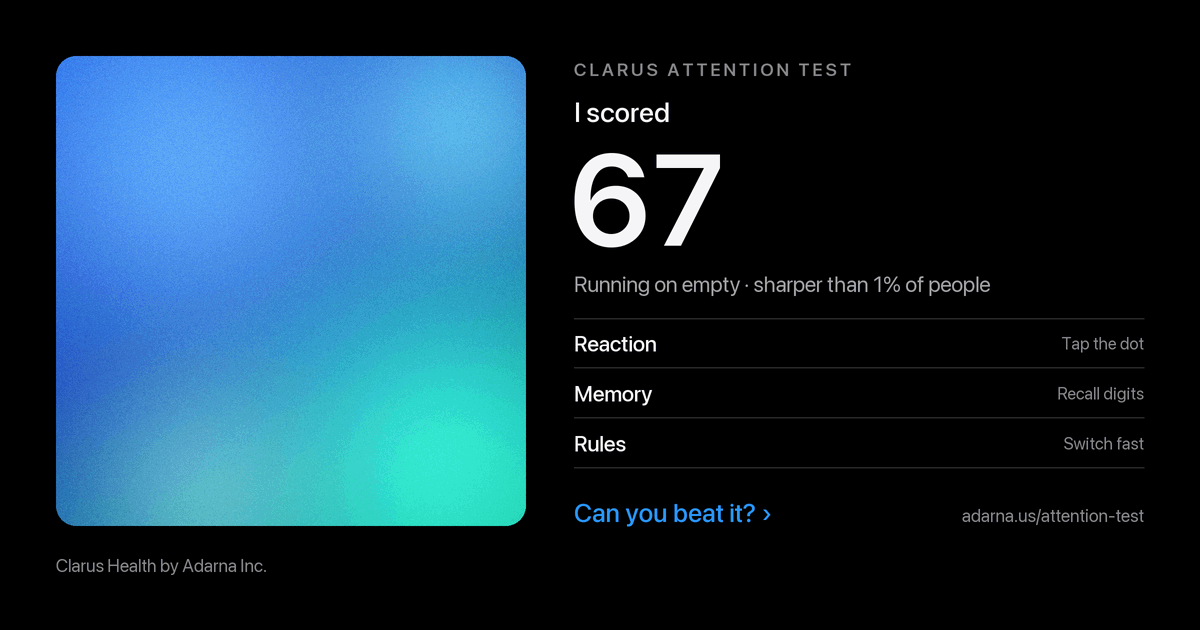 CLARUS ATTENTION TEST
I scored
67
Running on empty · sharper than 1% of people
Reaction Tap the dot
Memory Recall digits
Rules Switch fast
Can you beat it? › adarna.us/attention-test
Clarus Health by Adarna Inc.